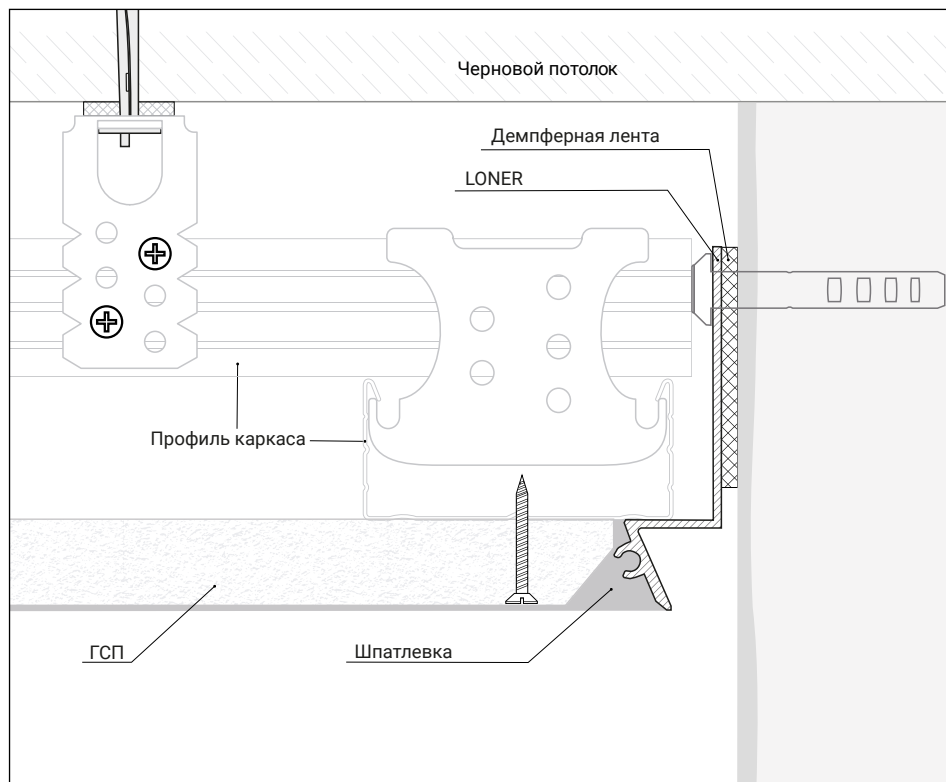 Черновой потолок
Демпферная лента
LONER
Профиль каркаса
ГСП
Шпатлевка